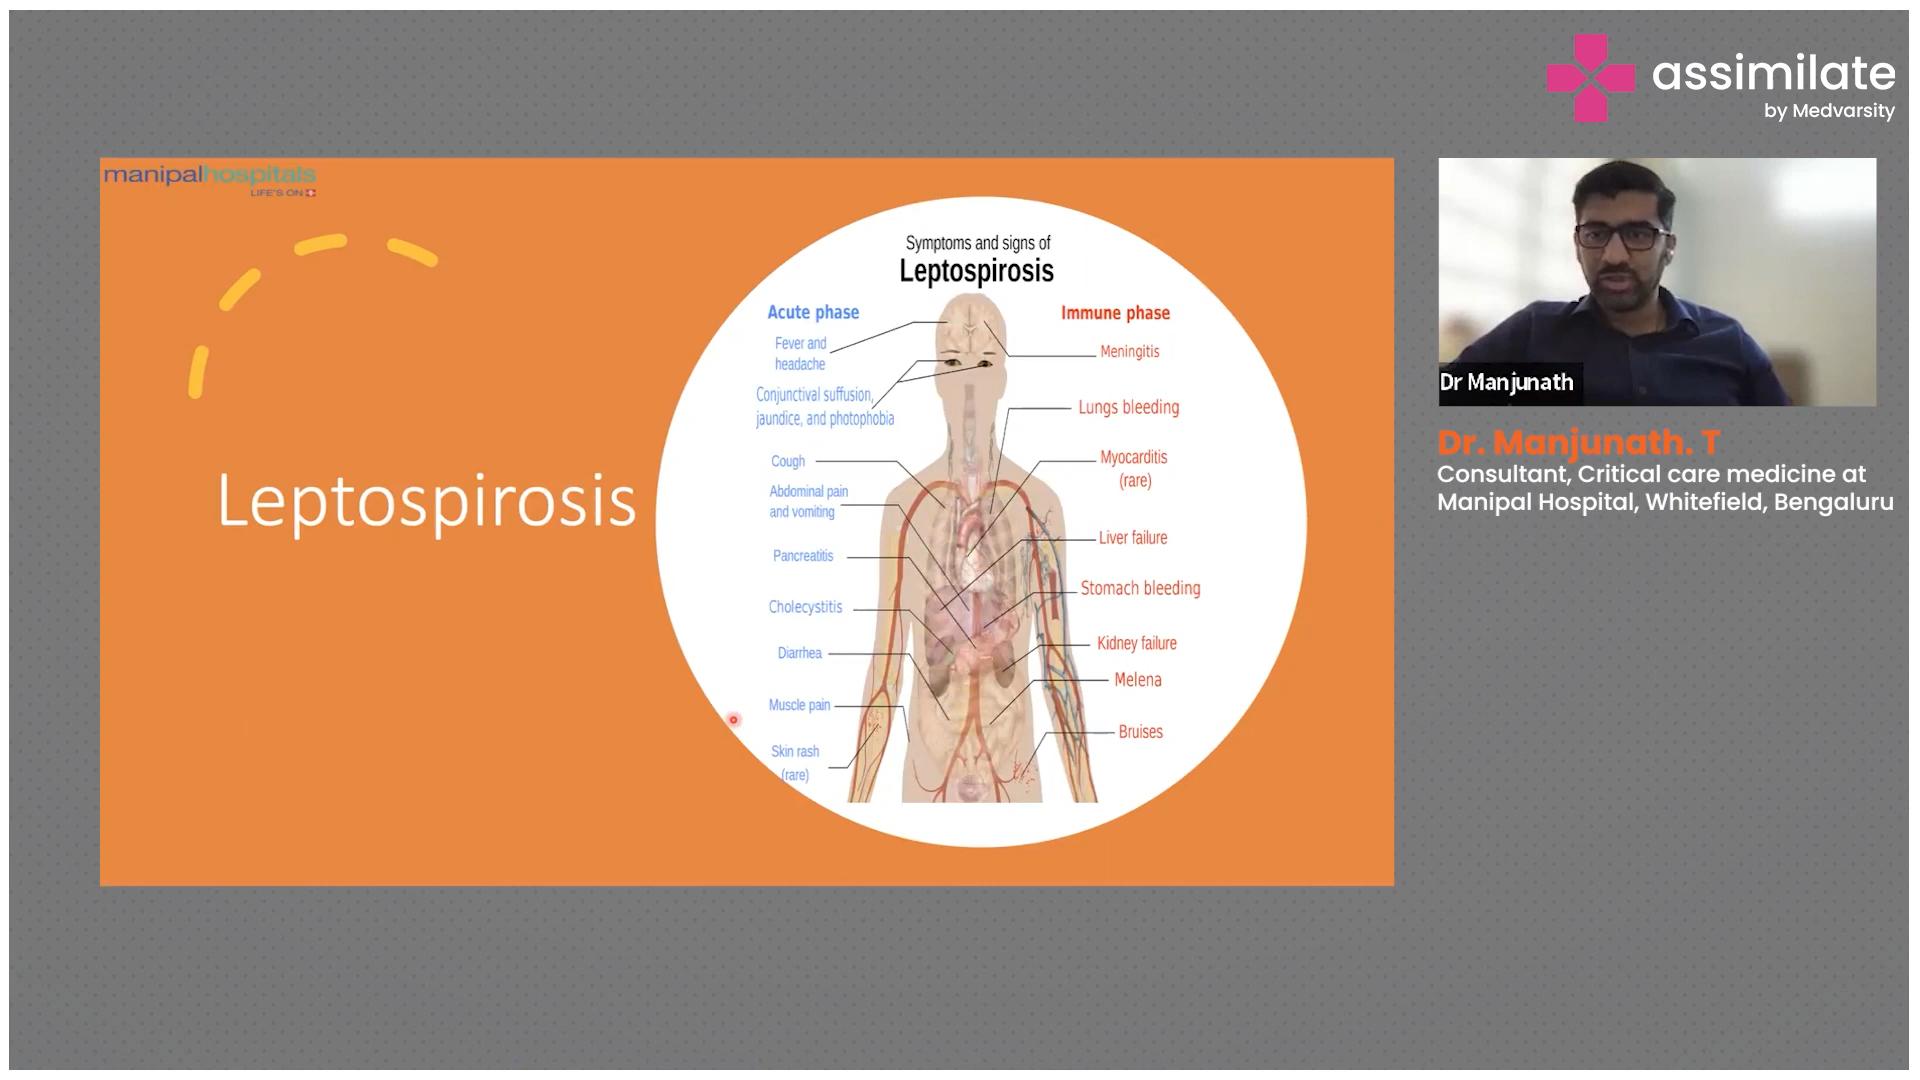 assimilate
by Medvarsity
manipalhospitals
LIFE'S ON
Leptospirosis
Symptoms and signs of
Leptospirosis
Acute phase
Fever and
headache
Conjunctival suffusion,
jaundice, and photophobia
Cough
Abdominal pain
and vomiting
Pancreatitis
Cholecystitis
Diarrhea
Muscle pain
Skin rash
(rare)
Immune phase
Meningitis
Lungs bleeding
Myocarditis
(rare)
Liver failure
Stomach bleeding
Kidney failure
Melena
Bruises
Dr Manjunath
Dr. Manjunath. T
Consultant, Critical care medicine at
Manipal Hospital, Whitefield, Bengaluru